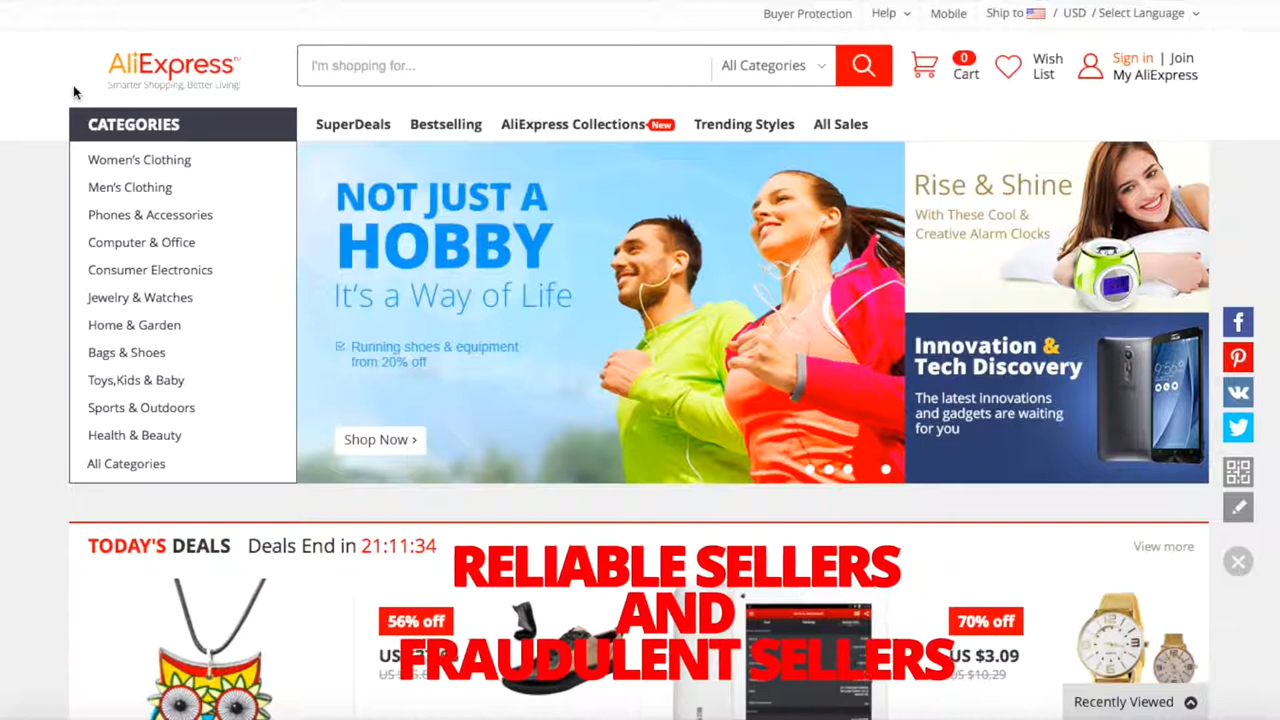 Buyer Protection
Help
Mobile
Ship to / USD / Select Language
AliExpress™
Smarter Shopping, Better Living!
I'm shopping for...
All Categories
0
Cart
Wish
List
Sign in | Join
My AliExpress
CATEGORIES
SuperDeals
Bestselling
AliExpress Collections New
Trending Styles
All Sales
Women's Clothing
Men's Clothing
Phones & Accessories
Computer & Office
Consumer Electronics
Jewelry & Watches
Home & Garden
Bags & Shoes
Toys,Kids & Baby
Sports & Outdoors
Health & Beauty
All Categories
NOT JUST A
HOBBY
It's a Way of Life
Running shoes & equipment
from 20% off
Shop Now ›
Rise & Shine
With These Cool &
Creative Alarm Clocks
Innovation &
Tech Discovery
The latest innovations
and gadgets are waiting
for you
TODAY'S DEALS
Deals End in 21:11:34
View more
RELIABLE SELLERS
AND
FRAUDULENT SELLERS
56% off
70% off
US $3.09
US $10.29
Recently Viewed